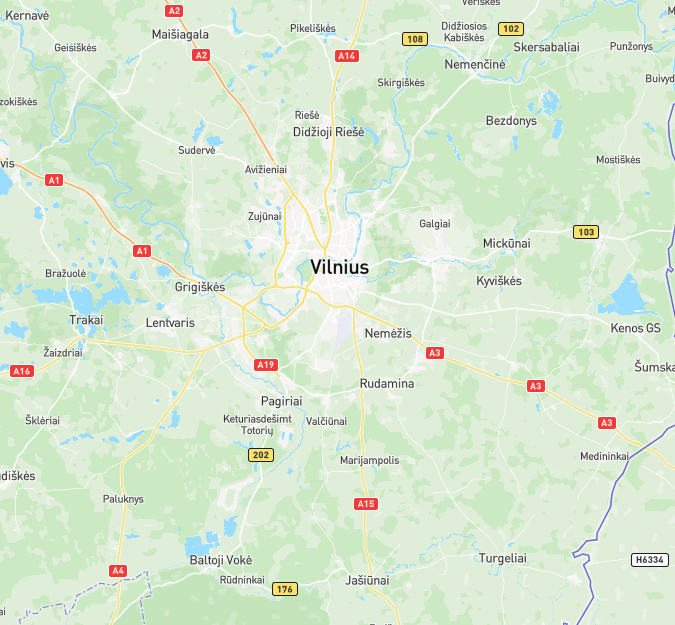 A2
Pikeliškės
Veriškės
Kernavė
Didžiosios
Kabiškės
102
Maišiagala
108
Geisiškės
A2
A14
Skersabaliai
Punžonys
Nemenčinė
Skirgiškės
Buivyd
zokiškės
Riešė
Bezdonys
Didžioji Riešė
Sudervė
Mostiškės
vis
Avižieniai
A1
Zujūnai
Galgiai
103
A1
Mickūnai
Vilnius
Bražuolė
Kyviškės
Grigiškės
Trakai
Lentvaris
Kenos GS
Nemėžis
Žaizdriai
A3
A19
Šumska
A16
Rudamina
A3
Pagiriai
Šklėriai
Keturiasdešimt
Totorių
Valčiūnai
A3
202
Medininkai
Marijampolis
diškės
Paluknys
A15
Baltoji Vokė
Turgeliai
H6334
A4
Rūdninkai
Jašiūnai
176
ai